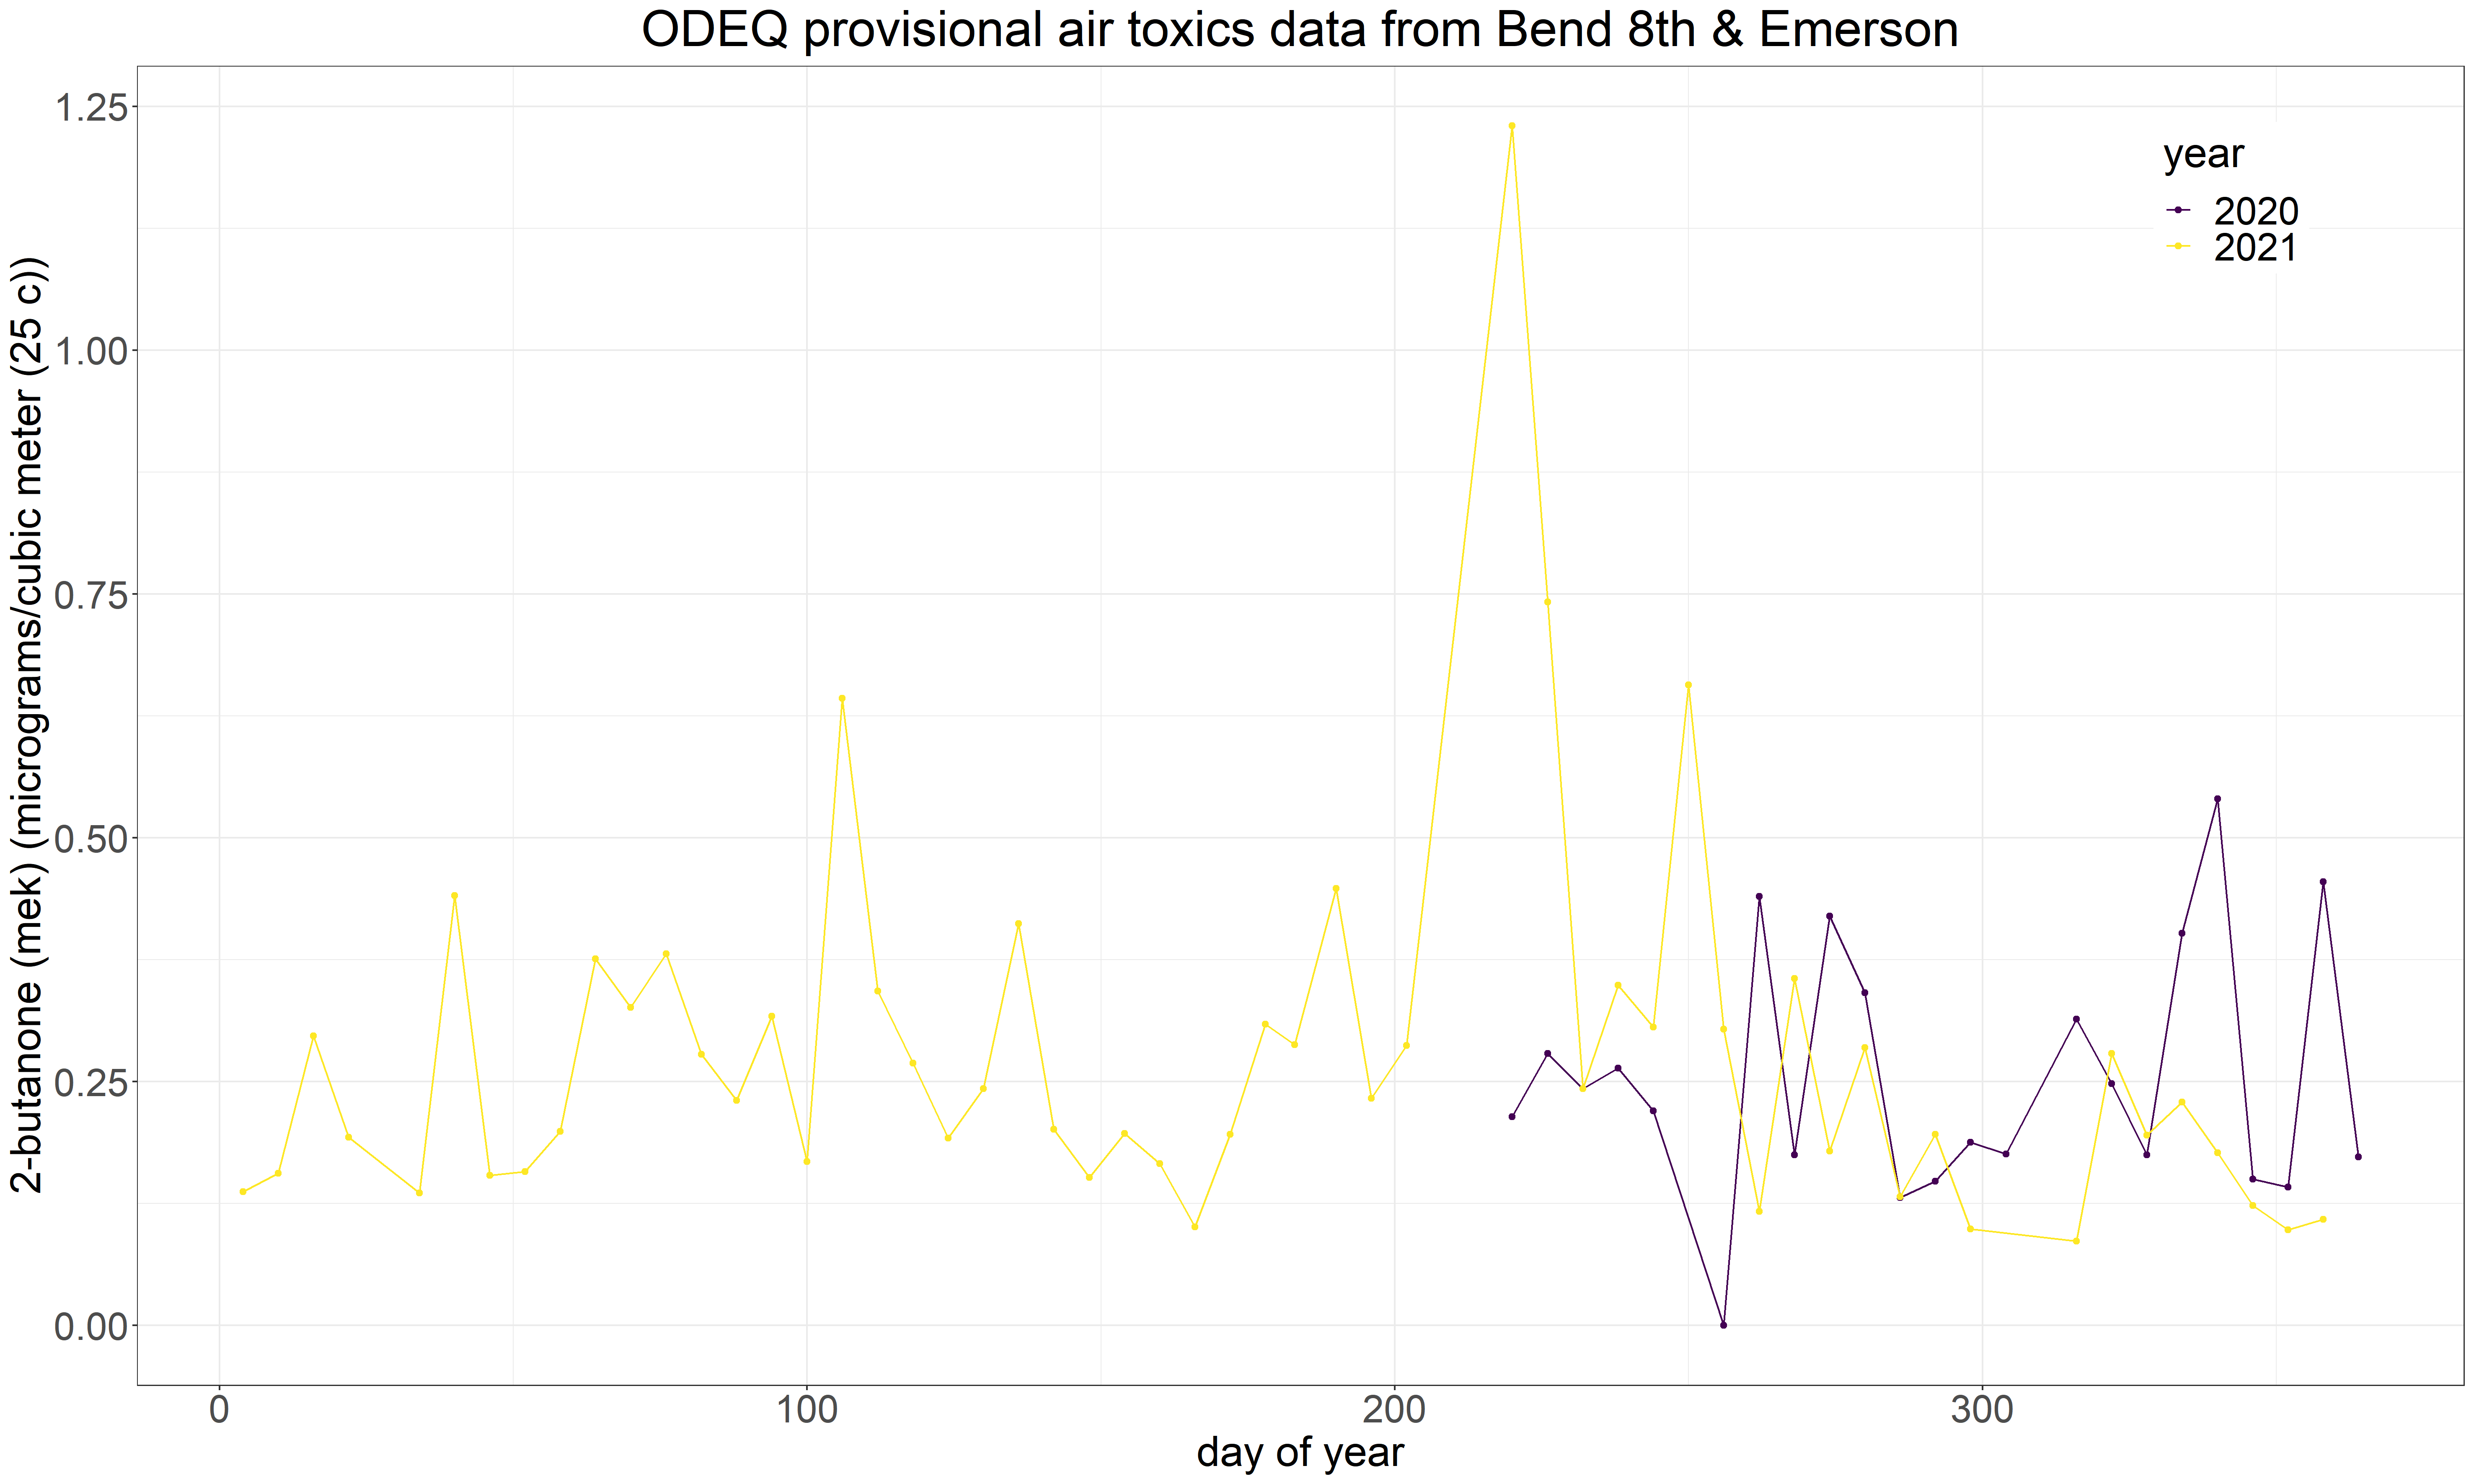 ODEQ provisional air toxics data from Bend 8th & Emerson
2-butanone (mek) (micrograms/cubic meter (25 c))
1.25
1.00
0.75
0.50
0.25
0.00
year
2020
2021
0 100 200 300
day of year